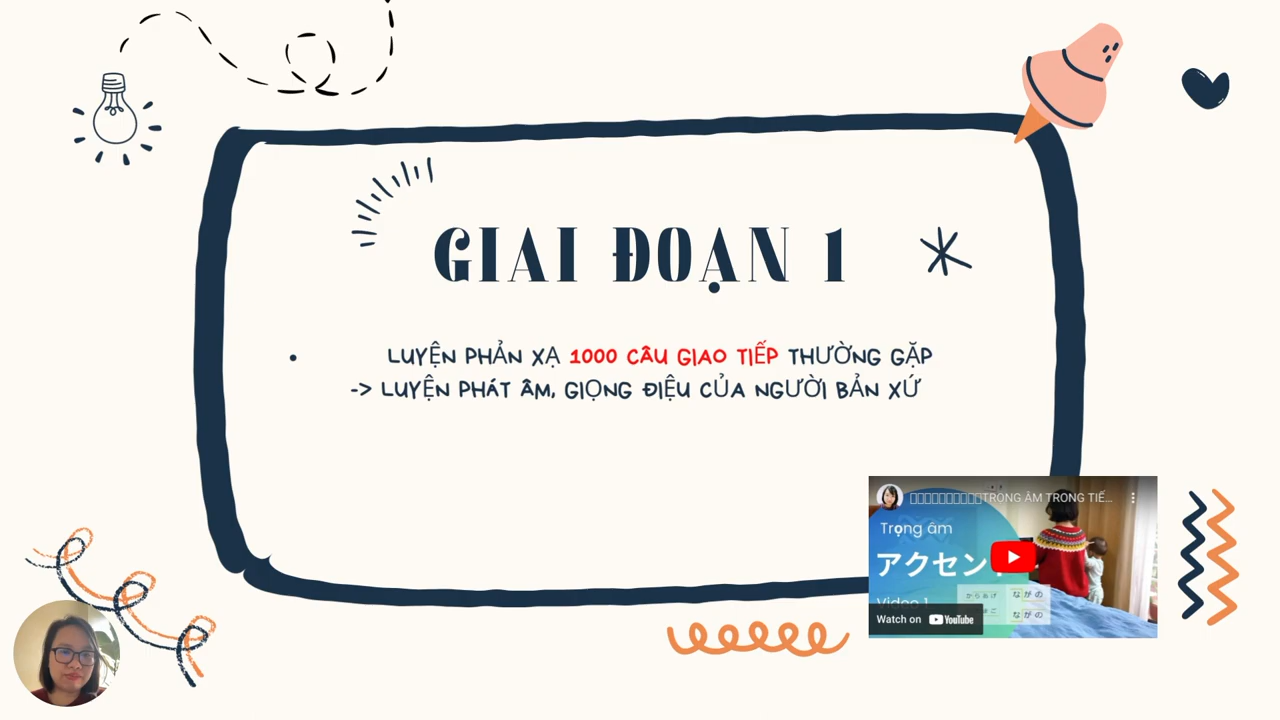 GIAI ĐOẠN 1
• LUYỆN PHẢN XẠ 1000 CÂU GIAO TIẾP THƯỜNG GẶP
-> LUYỆN PHÁT ÂM, GIỌNG ĐIỆU CỦA NGƯỜI BẢN XỨ
TRỌNG ÂM TRONG TIẾ...
Trọng âm
アクセン
Video 1
からあげ
ながの
ながの
Watch on YouTube